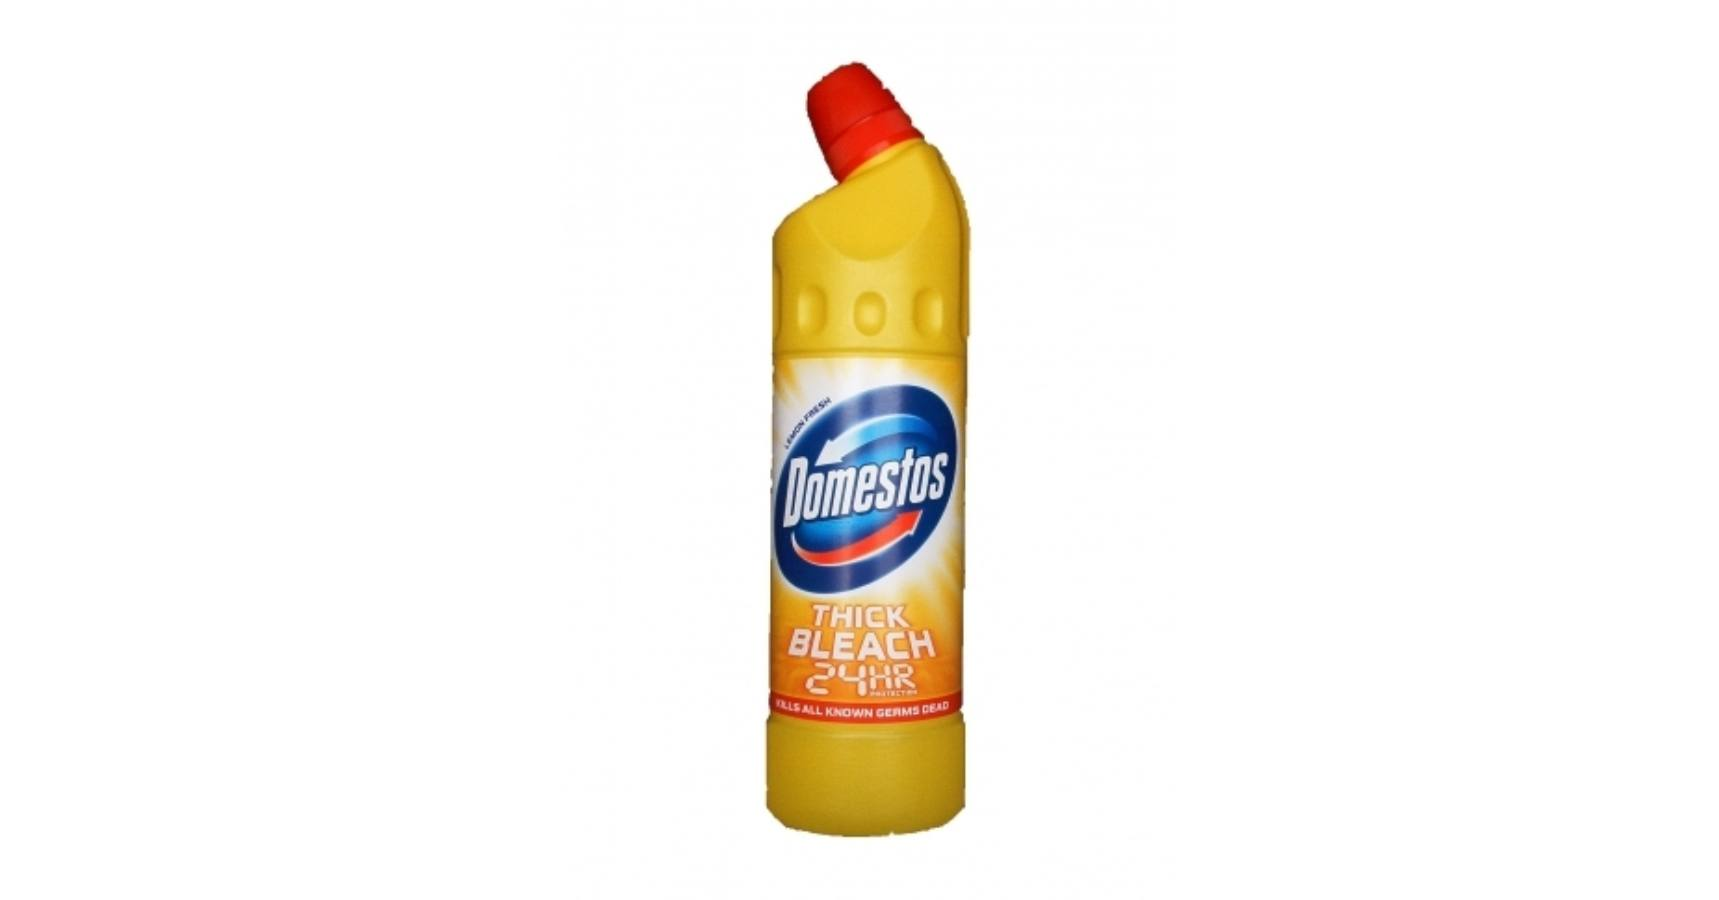 LEMON FRESH
Domestos
THICK
BLEACH
24HR
PROTECTION
KILLS ALL KNOWN GERMS DEAD